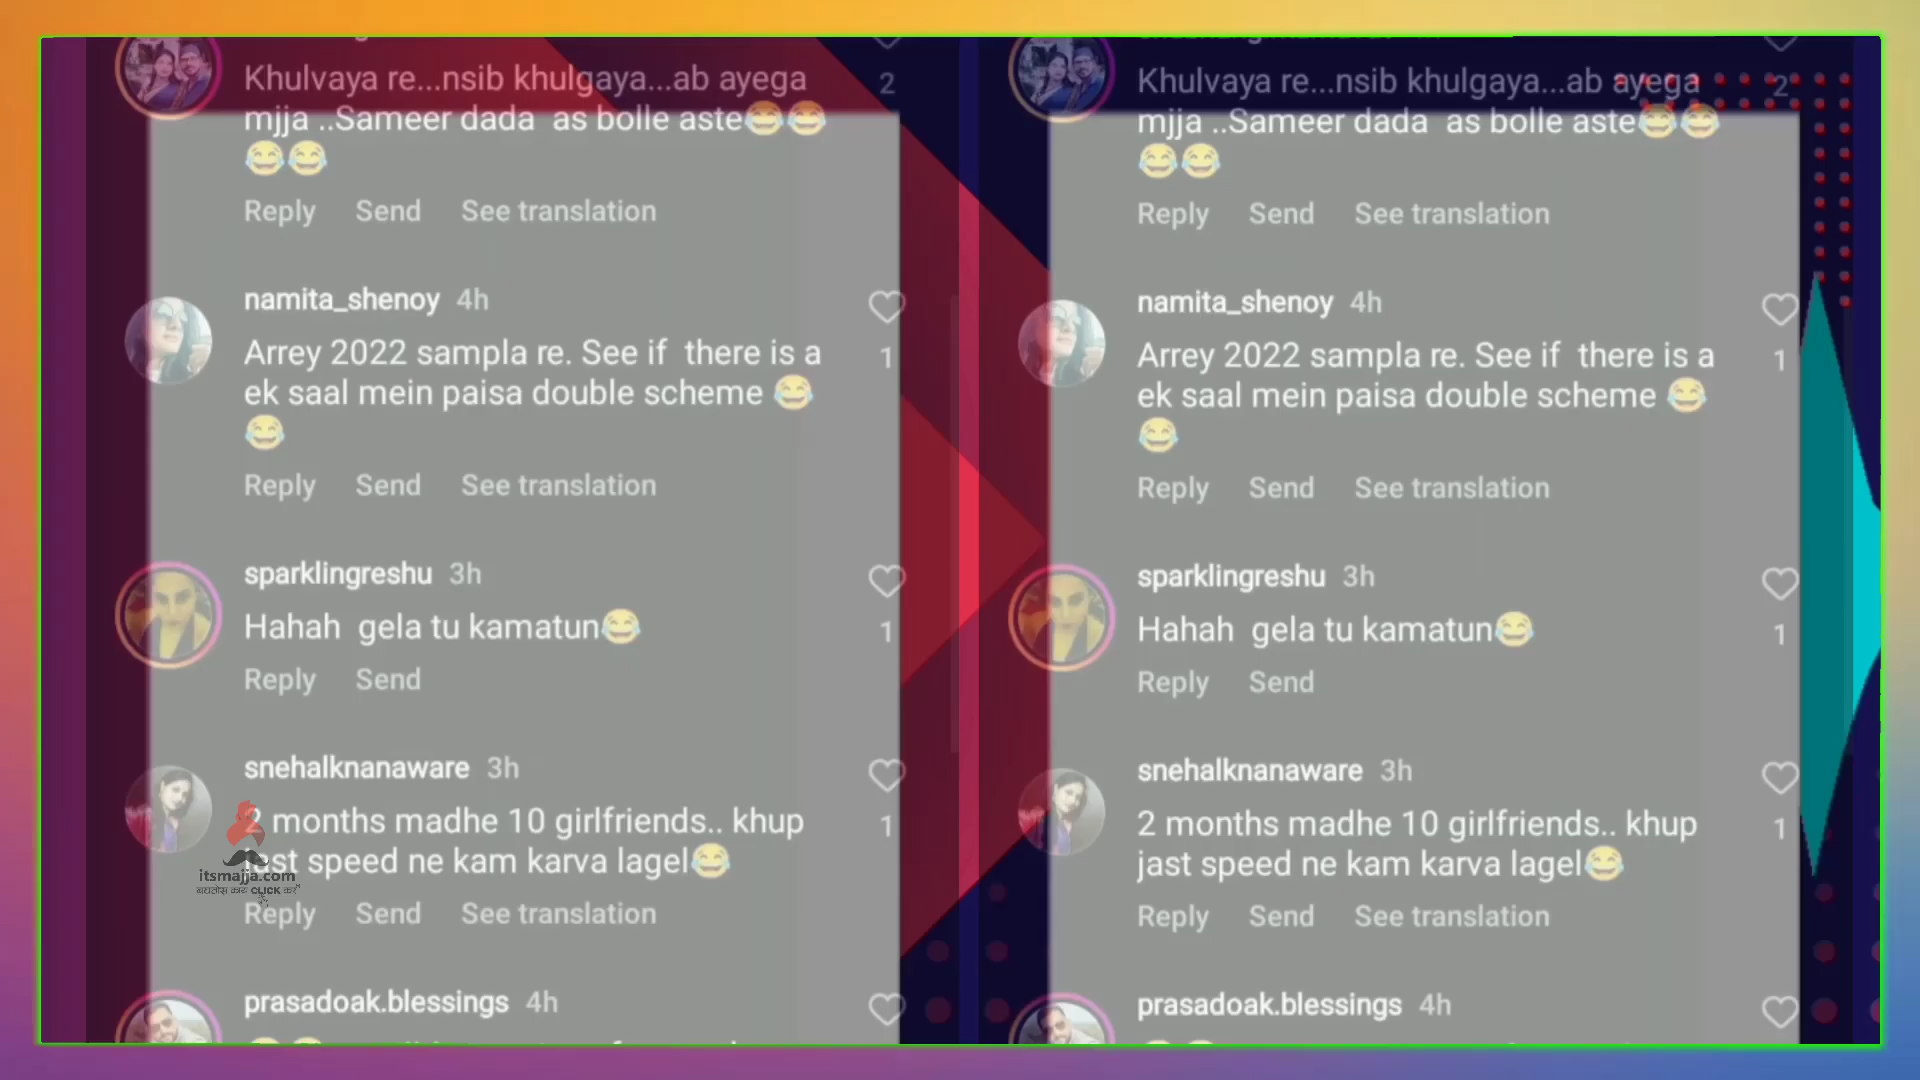 Khulvaya re...nsib khulgaya...ab ayega
mjja ..Sameer dada as bolle aste😂😂
😂😂
2
Reply Send See translation
namita_shenoy 4h
Arrey 2022 sampla re. See if there is a
ek saal mein paisa double scheme 😂
😂
1
Reply Send See translation
sparklingreshu 3h
Hahah gela tu kamatun😂
1
Reply Send
snehalknanaware 3h
2 months madhe 10 girlfriends.. khup
jast speed ne kam karva lagel😂
1
Reply Send See translation
prasadoak.blessings 4h
itsmajja.com
CLICK
Khulvaya re...nsib khulgaya...ab ayega
mjja ..Sameer dada as bolle aste😂😂
😂😂
2
Reply Send See translation
namita_shenoy 4h
Arrey 2022 sampla re. See if there is a
ek saal mein paisa double scheme 😂
😂
1
Reply Send See translation
sparklingreshu 3h
Hahah gela tu kamatun😂
1
Reply Send
snehalknanaware 3h
2 months madhe 10 girlfriends.. khup
jast speed ne kam karva lagel😂
1
Reply Send See translation
prasadoak.blessings 4h